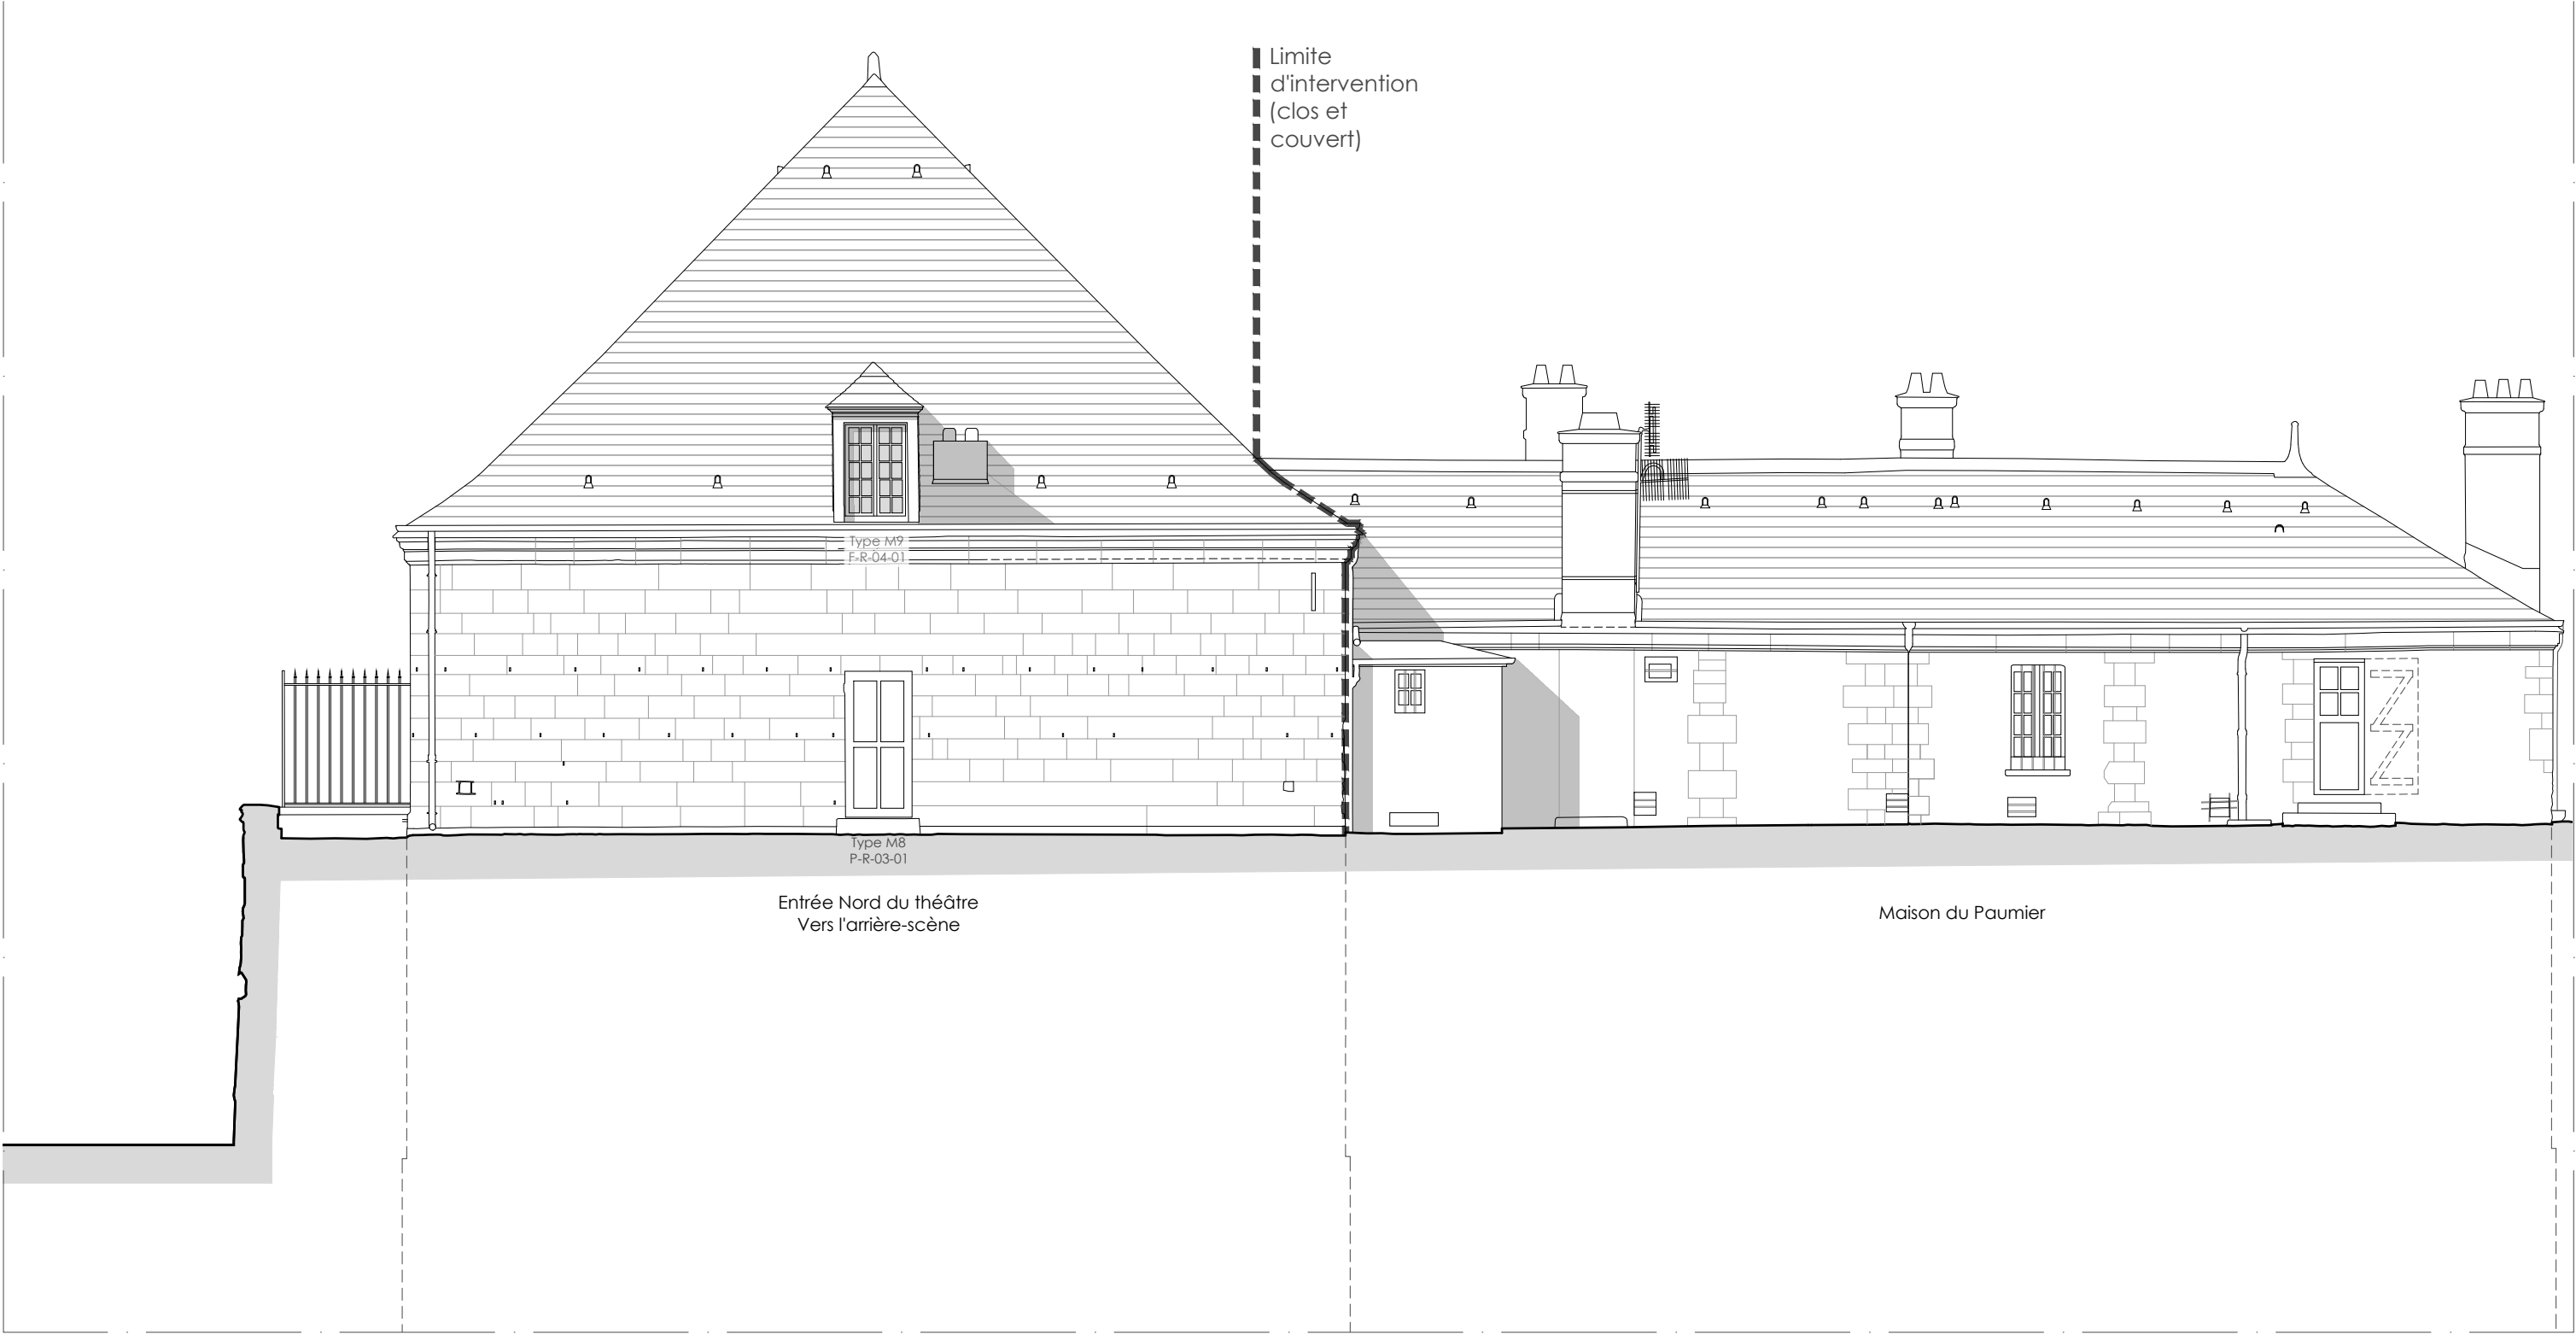 Limite
d'intervention
(clos et
couvert)
Type M9
F-R-04-01
Type M8
P-R-03-01
Entrée Nord du théâtre
Vers l'arrière-scène
Maison du Paumier